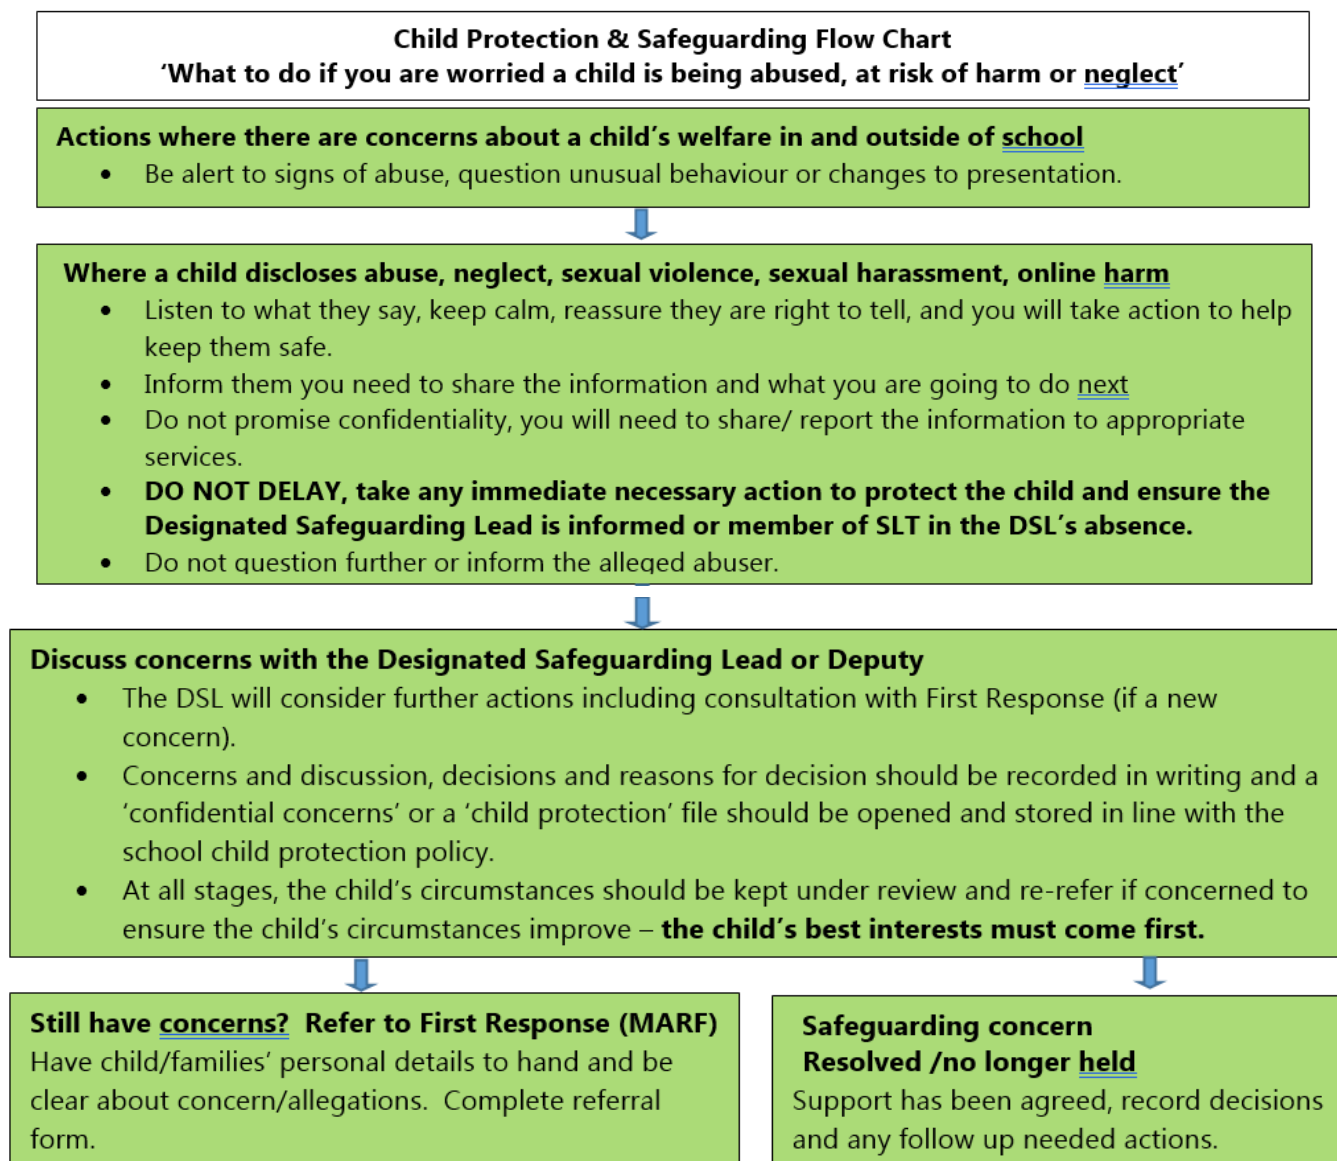 Child Protection & Safeguarding Flow Chart
‘What to do if you are worried a child is being abused, at risk of harm or neglect’
Actions where there are concerns about a child’s welfare in and outside of school
• Be alert to signs of abuse, question unusual behaviour or changes to presentation.
Where a child discloses abuse, neglect, sexual violence, sexual harassment, online harm
• Listen to what they say, keep calm, reassure they are right to tell, and you will take action to help
keep them safe.
• Inform them you need to share the information and what you are going to do next
• Do not promise confidentiality, you will need to share/ report the information to appropriate
services.
• DO NOT DELAY, take any immediate necessary action to protect the child and ensure the
Designated Safeguarding Lead is informed or member of SLT in the DSL’s absence.
• Do not question further or inform the alleged abuser.
Discuss concerns with the Designated Safeguarding Lead or Deputy
• The DSL will consider further actions including consultation with First Response (if a new
concern).
• Concerns and discussion, decisions and reasons for decision should be recorded in writing and a
‘confidential concerns’ or a ‘child protection’ file should be opened and stored in line with the
school child protection policy.
• At all stages, the child’s circumstances should be kept under review and re-refer if concerned to
ensure the child’s circumstances improve – the child’s best interests must come first.
Still have concerns? Refer to First Response (MARF)
Have child/families’ personal details to hand and be
clear about concern/allegations. Complete referral
form.
Safeguarding concern
Resolved /no longer held
Support has been agreed, record decisions
and any follow up needed actions.